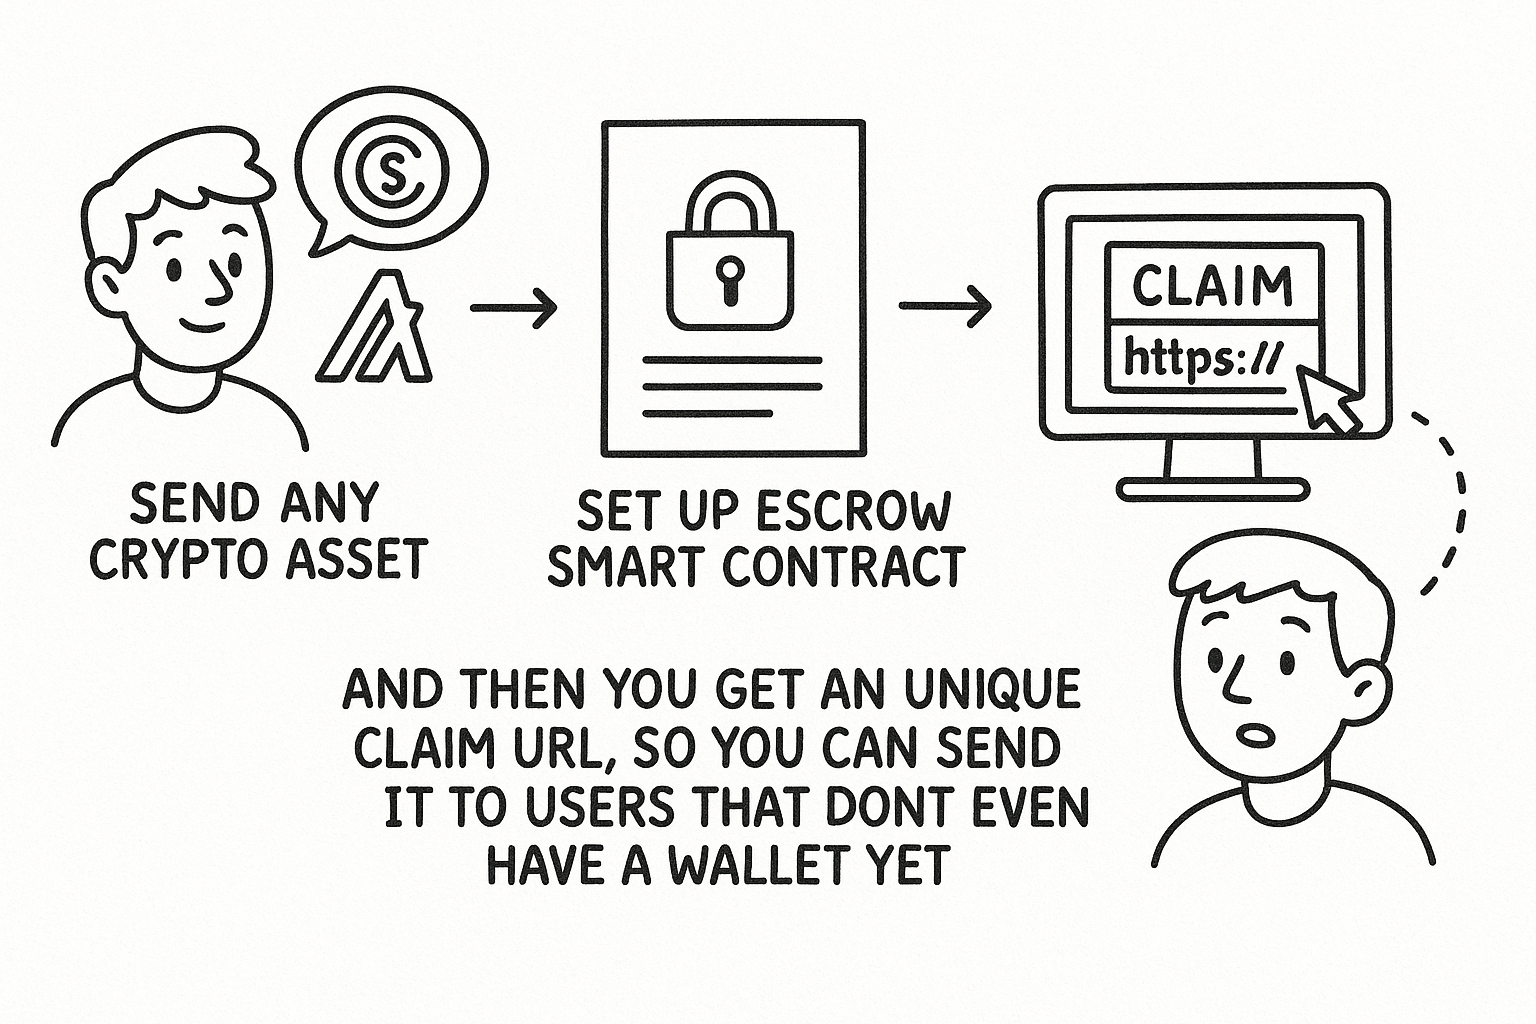 SEND ANY
CRYPTO ASSET
SET UP ESCROW
SMART CONTRACT
CLAIM
https://
AND THEN YOU GET AN UNIQUE
CLAIM URL, SO YOU CAN SEND
IT TO USERS THAT DONT EVEN
HAVE A WALLET YET